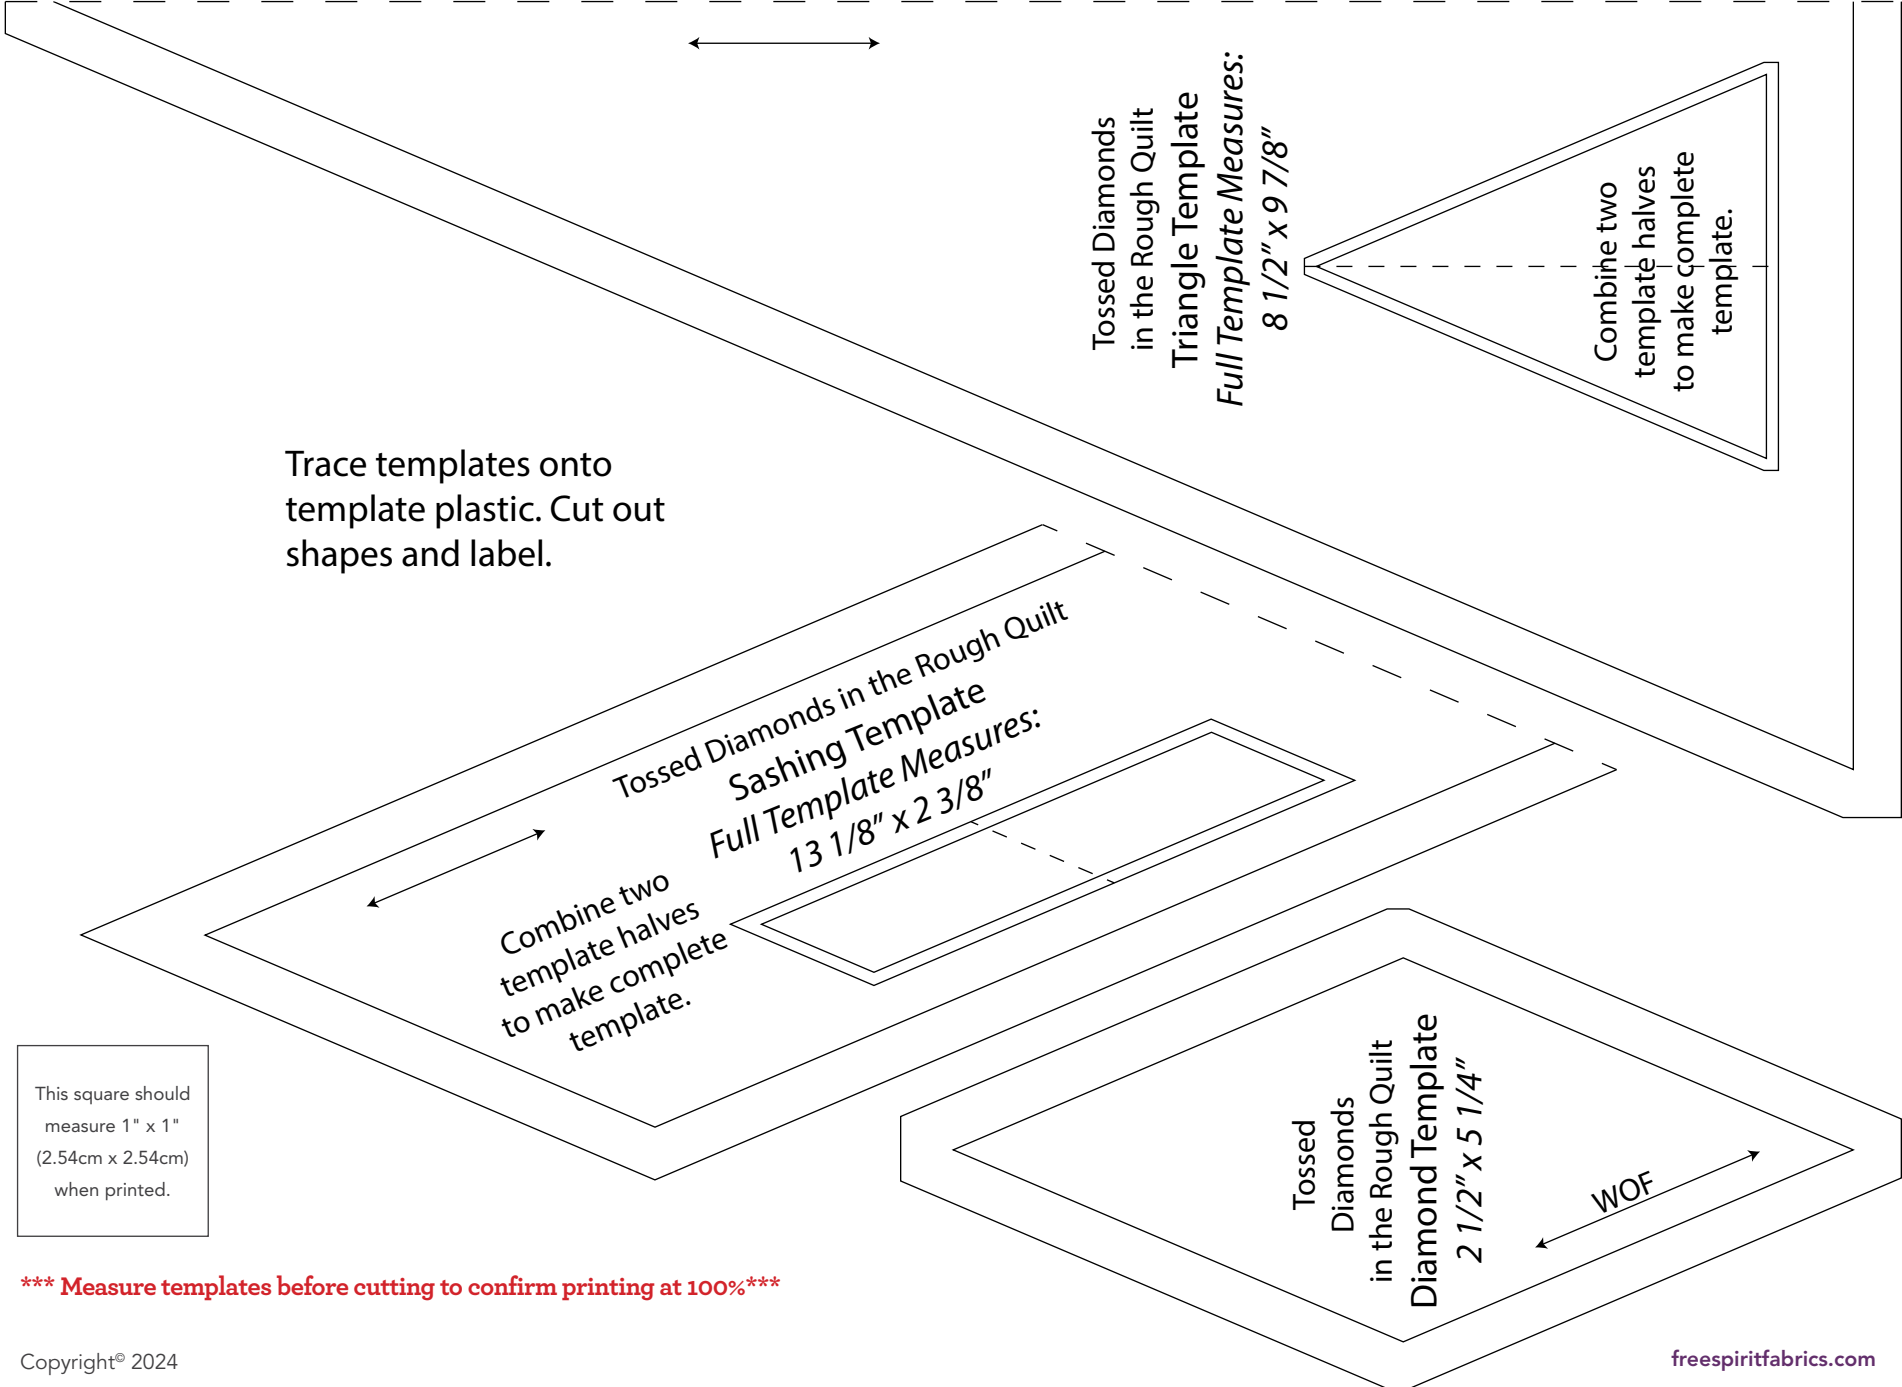 Tossed Diamonds
in the Rough Quilt
Triangle Template
Full Template Measures:
8 1/2” x 9 7/8”
Combine two
template halves
to make complete
template.
Trace templates onto
template plastic. Cut out
shapes and label.
Tossed Diamonds in the Rough Quilt
Sashing Template
Full Template Measures:
13 1/8” x 2 3/8”
Combine two
template halves
to make complete
template.
Tossed
Diamonds
in the Rough Quilt
Diamond Template
2 1/2” x 5 1/4”
WOF
This square should
measure 1" x 1"
(2.54cm x 2.54cm)
when printed.
*** Measure templates before cutting to confirm printing at 100%***
Copyright© 2024
freespiritfabrics.com